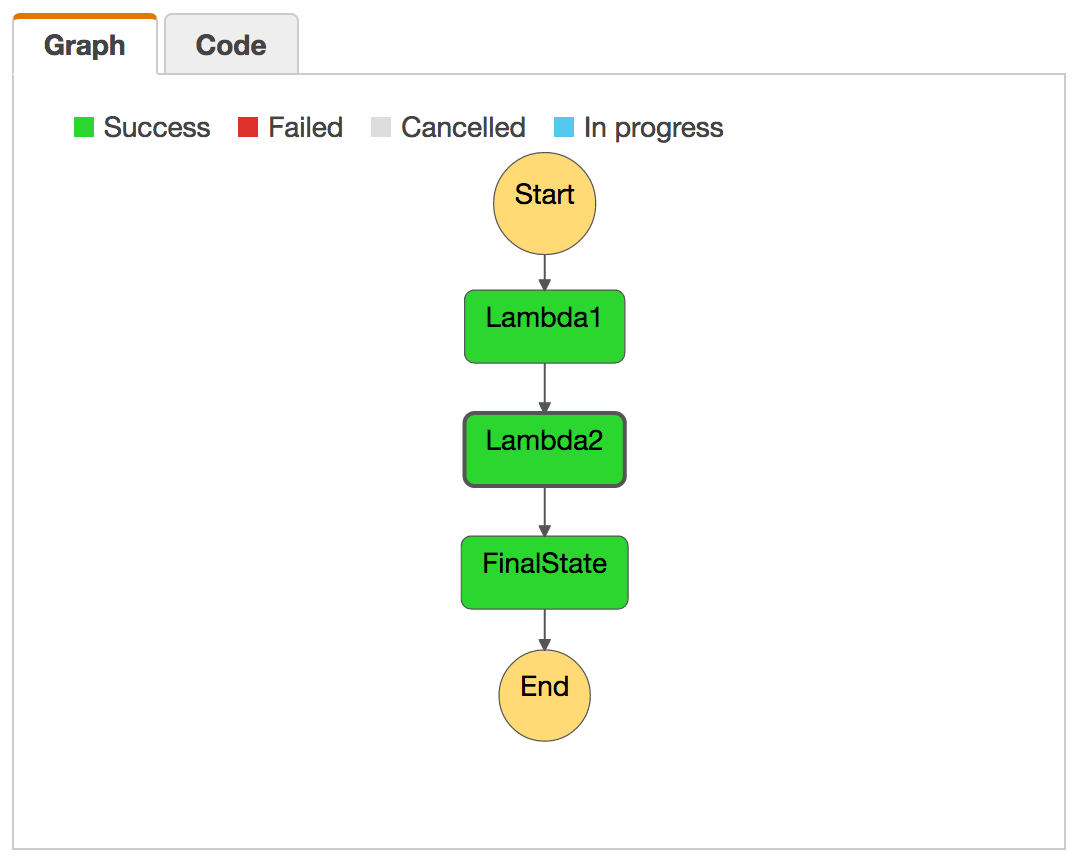 Graph Code
Success Failed Cancelled In progress
Start
Lambda1
Lambda2
FinalState
End